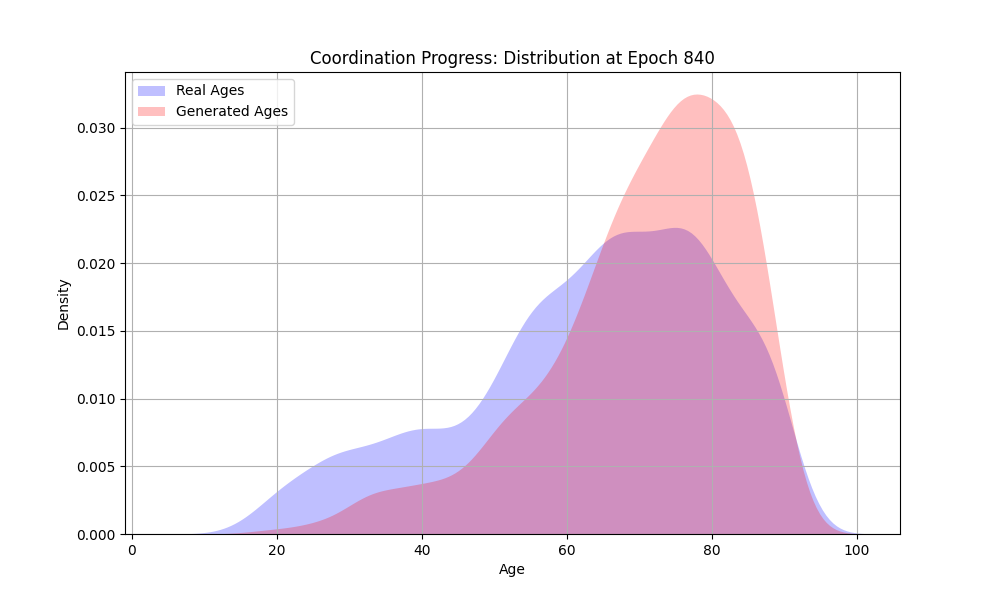 Coordination Progress: Distribution at Epoch 840
Real Ages
Generated Ages
Density
0.030
0.025
0.020
0.015
0.010
0.005
0.000
0 20 40 60 80 100
Age